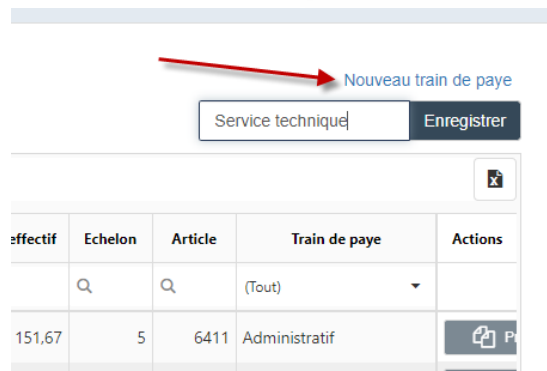 Nouveau train de paye
Service technique Enregistrer
effectif Echelon Article Train de paye Actions
(Tout)
151,67 5 6411 Administratif